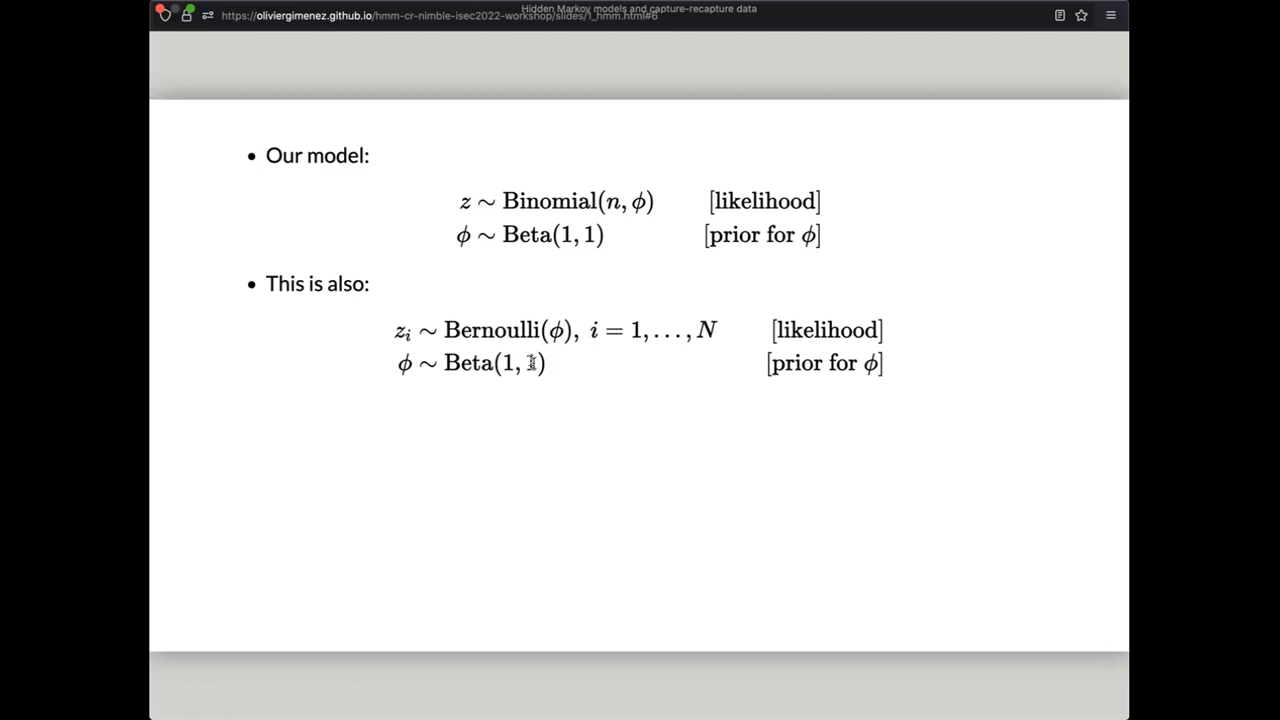 Hidden Markov models and capture-recapture data
https://oliviergimenez.github.io/hmm-cr-nimble-isec2022-workshop/slides/1_hmm.html#6
• Our model:
z ∼ Binomial(n, ϕ) [likelihood]
ϕ ∼ Beta(1, 1) [prior for ϕ]
• This is also:
zᵢ ∼ Bernoulli(ϕ), i = 1, …, N [likelihood]
ϕ ∼ Beta(1, 1) [prior for ϕ]